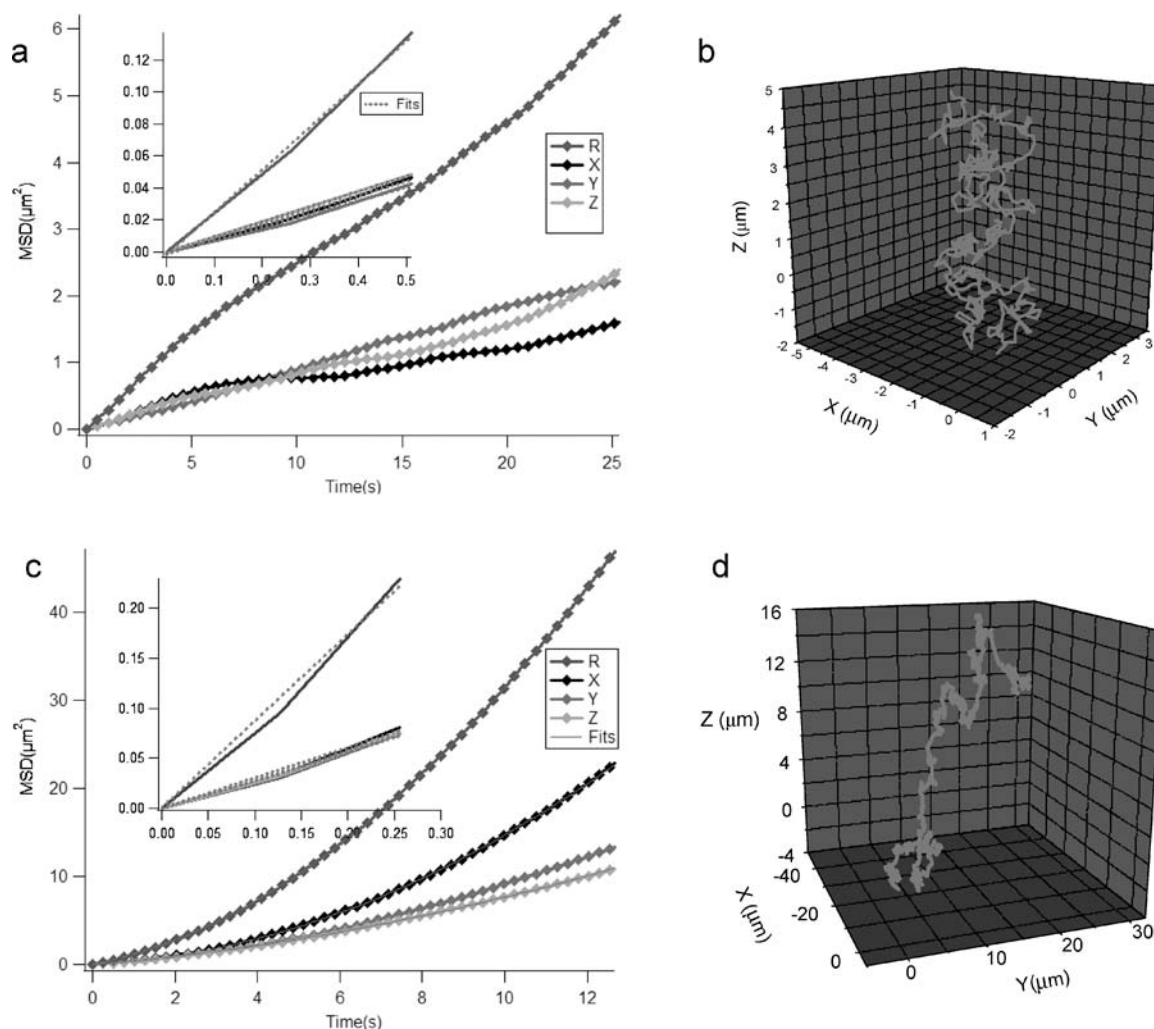 a
MSD(µm²)
6
5
4
3
2
1
0
0.12
0.10
0.08
0.06
0.04
0.02
0.00
0.0 0.1 0.2 0.3 0.4 0.5
Fits
R
X
Y
Z
0 5 10 15 20 25
Time(s)
b
Z (µm)
5
4
3
2
1
0
-1
-2
-5
-4
-3
-2
-1
0
1
X (µm)
-2
-1
0
1
2
3
Y (µm)
c
MSD(µm²)
40
30
20
10
0
0.20
0.15
0.10
0.05
0.00
0.00 0.05 0.10 0.15 0.20 0.25 0.30
R
X
Y
Z
Fits
0 2 4 6 8 10 12
Time(s)
d
Z (µm)
16
12
8
4
0
-4
-40
-20
0
X (µm)
0 10 20 30
Y(µm)